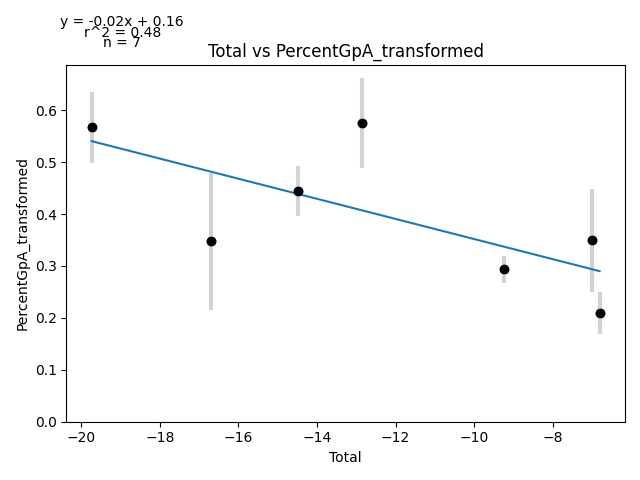 y = -0.02x + 0.16
r^2 = 0.48
n = 7
Total vs PercentGpA_transformed
PercentGpA_transformed
0.6
0.5
0.4
0.3
0.2
0.1
0.0
−20 −18 −16 −14 −12 −10 −8
Total